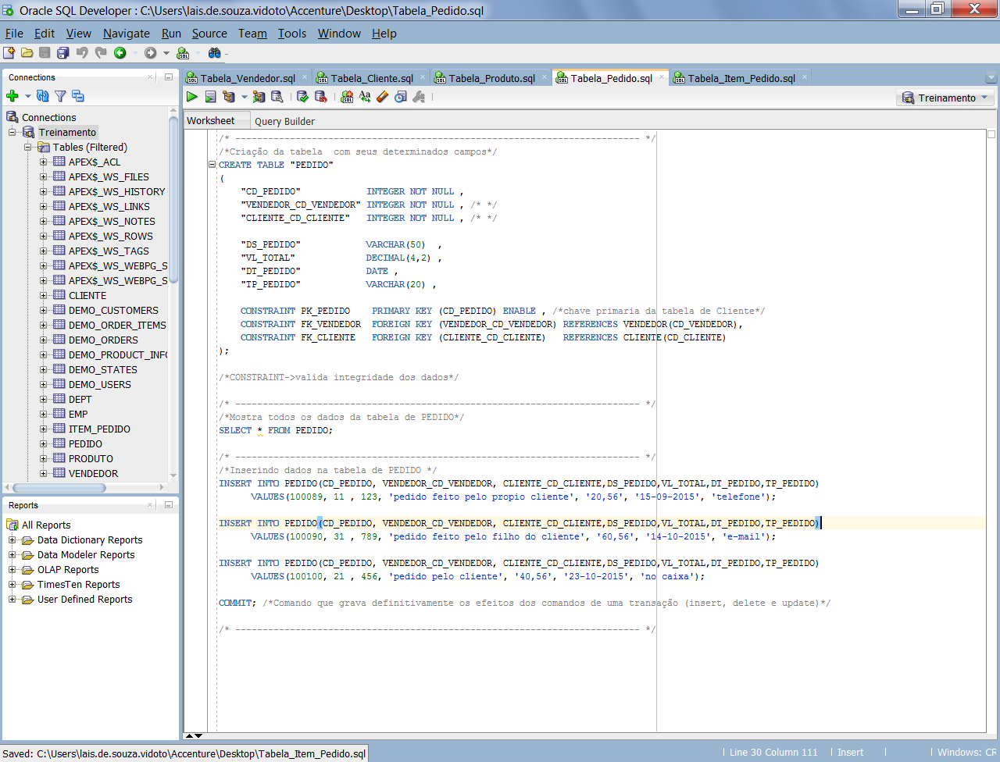 Oracle SQL Developer : C:\Users\lais.de.souza.vidoto\Accenture\Desktop\Tabela_Pedido.sql
File Edit View Navigate Run Source Team Tools Window Help
Connections
Connections
Treinamento
Tables (Filtered)
APEX$_ACL
APEX$_WS_FILES
APEX$_WS_HISTORY
APEX$_WS_LINKS
APEX$_WS_NOTES
APEX$_WS_ROWS
APEX$_WS_TAGS
APEX$_WS_WEBPG_S
APEX$_WS_WEBPG_S
CLIENTE
DEMO_CUSTOMERS
DEMO_ORDER_ITEMS
DEMO_ORDERS
DEMO_PRODUCT_INFO
DEMO_STATES
DEMO_USERS
DEPT
EMP
ITEM_PEDIDO
PEDIDO
PRODUTO
VENDEDOR
Reports
All Reports
Data Dictionary Reports
Data Modeler Reports
OLAP Reports
TimesTen Reports
User Defined Reports
Tabela_Vendedor.sql Tabela_Cliente.sql Tabela_Produto.sql Tabela_Pedido.sql Tabela_Item_Pedido.sql
Treinamento
Worksheet Query Builder
/* -------------------------------------------------------------------------- */
/*Criação da tabela  com seus determinados campos*/
CREATE TABLE "PEDIDO"
(
"CD_PEDIDO" INTEGER NOT NULL ,
"VENDEDOR_CD_VENDEDOR" INTEGER NOT NULL , /* */
"CLIENTE_CD_CLIENTE" INTEGER NOT NULL , /* */
"DS_PEDIDO" VARCHAR(50)  ,
"VL_TOTAL" DECIMAL(4,2) ,
"DT_PEDIDO" DATE ,
"TP_PEDIDO" VARCHAR(20) ,
CONSTRAINT PK_PEDIDO PRIMARY KEY (CD_PEDIDO) ENABLE , /*chave primaria da tabela de Cliente*/
CONSTRAINT FK_VENDEDOR FOREIGN KEY (VENDEDOR_CD_VENDEDOR) REFERENCES VENDEDOR(CD_VENDEDOR),
CONSTRAINT FK_CLIENTE FOREIGN KEY (CLIENTE_CD_CLIENTE) REFERENCES CLIENTE(CD_CLIENTE)
);
/*CONSTRAINT->valida integridade dos dados*/
/* -------------------------------------------------------------------------- */
/*Mostra todos os dados da tabela de PEDIDO*/
SELECT * FROM PEDIDO;
/* -------------------------------------------------------------------------- */
/*Inserindo dados na tabela de PEDIDO */
INSERT INTO PEDIDO(CD_PEDIDO, VENDEDOR_CD_VENDEDOR, CLIENTE_CD_CLIENTE,DS_PEDIDO,VL_TOTAL,DT_PEDIDO,TP_PEDIDO)
VALUES(100089, 11 , 123, 'pedido feito pelo propio cliente', '20,56', '15-09-2015', 'telefone');
INSERT INTO PEDIDO(CD_PEDIDO, VENDEDOR_CD_VENDEDOR, CLIENTE_CD_CLIENTE,DS_PEDIDO,VL_TOTAL,DT_PEDIDO,TP_PEDIDO)
VALUES(100090, 31 , 789, 'pedido feito pelo filho do cliente', '60,56', '14-10-2015', 'e-mail');
INSERT INTO PEDIDO(CD_PEDIDO, VENDEDOR_CD_VENDEDOR, CLIENTE_CD_CLIENTE,DS_PEDIDO,VL_TOTAL,DT_PEDIDO,TP_PEDIDO)
VALUES(100100, 21 , 456, 'pedido pelo cliente', '40,56', '23-10-2015', 'no caixa');
COMMIT; /*Comando que grava definitivamente os efeitos dos comandos de uma transação (insert, delete e update)*/
/* -------------------------------------------------------------------------- */
Saved: C:\Users\lais.de.souza.vidoto\Accenture\Desktop\Tabela_Item_Pedido.sql
Line 30 Column 111 Insert Windows: CR